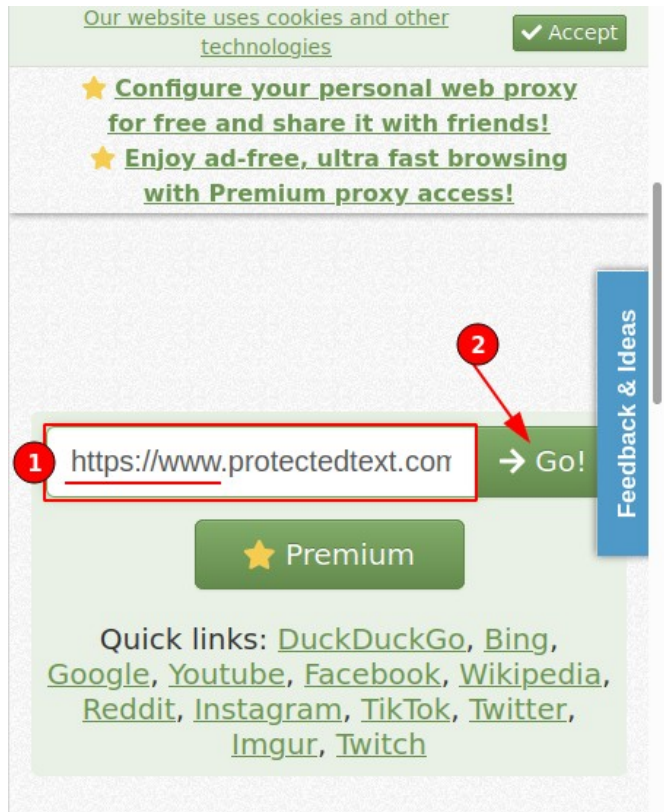 Our website uses cookies and other
technologies
Accept
Configure your personal web proxy
for free and share it with friends!
Enjoy ad-free, ultra fast browsing
with Premium proxy access!
Feedback & Ideas
2
1
https://www.protectedtext.com
Go!
Premium
Quick links: DuckDuckGo, Bing,
Google, Youtube, Facebook, Wikipedia,
Reddit, Instagram, TikTok, Twitter,
Imgur, Twitch